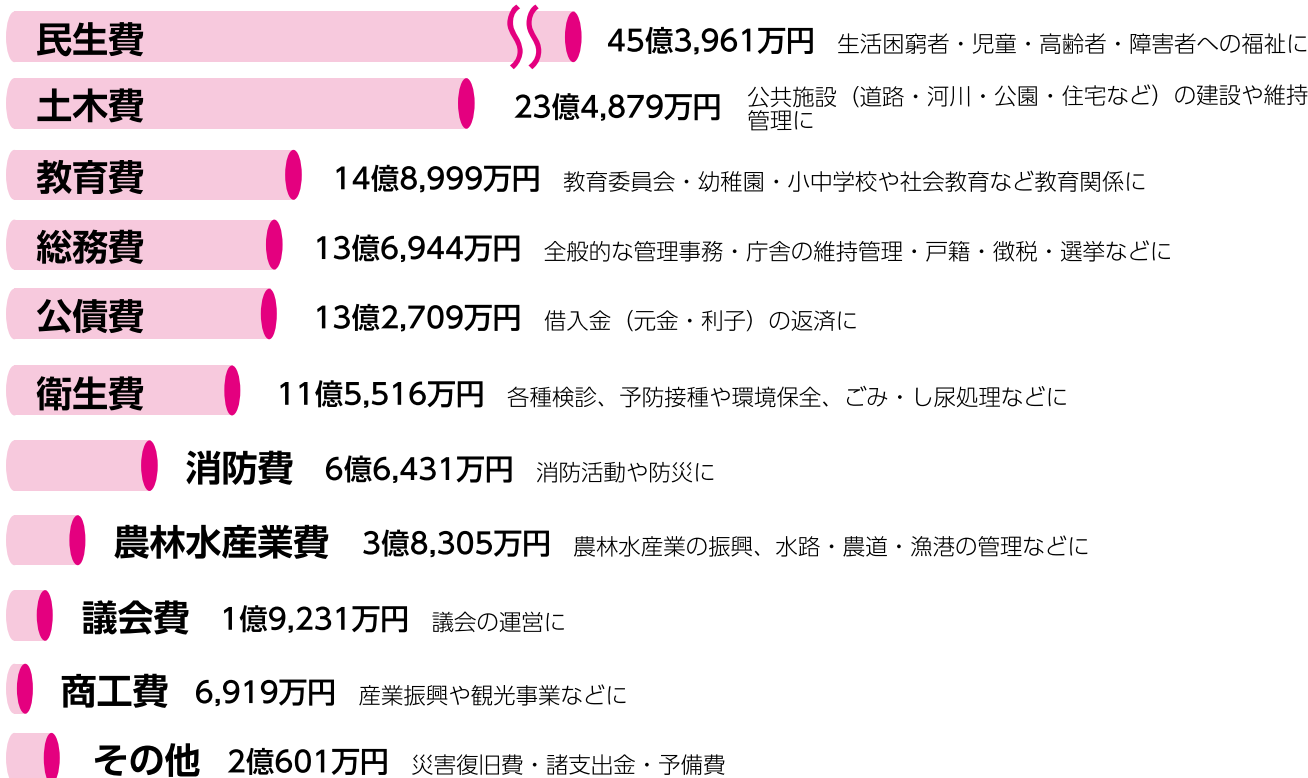 民生費 45億3,961万円 生活困窮者・児童・高齢者・障害者への福祉に
土木費 23億4,879万円 公共施設（道路・河川・公園・住宅など）の建設や維持
管理に
教育費 14億8,999万円 教育委員会・幼稚園・小中学校や社会教育など教育関係に
総務費 13億6,944万円 全般的な管理事務・庁舎の維持管理・戸籍・徴税・選挙などに
公債費 13億2,709万円 借入金（元金・利子）の返済に
衛生費 11億5,516万円 各種検診、予防接種や環境保全、ごみ・し尿処理などに
消防費 6億6,431万円 消防活動や防災に
農林水産業費 3億8,305万円 農林水産業の振興、水路・農道・漁港の管理などに
議会費 1億9,231万円 議会の運営に
商工費 6,919万円 産業振興や観光事業などに
その他 2億601万円 災害復旧費・諸支出金・予備費